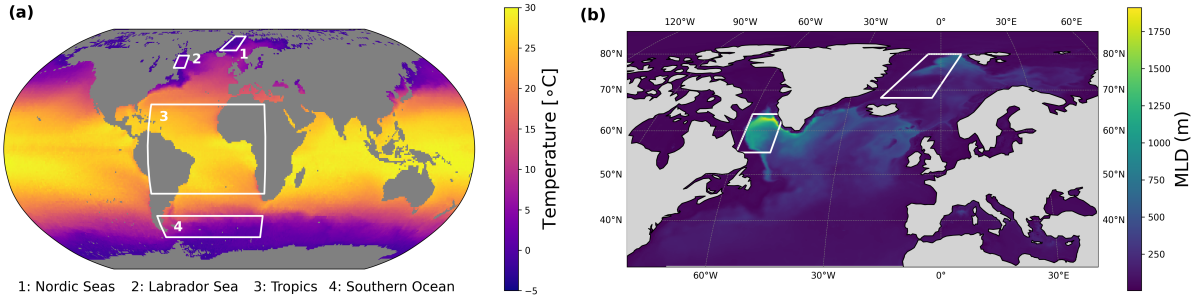 (a)
1
2
3
4
30
25
20
15
10
5
0
−5
Temperature [∘C]
1: Nordic Seas 2: Labrador Sea 3: Tropics 4: Southern Ocean
(b)
120°W 90°W 60°W 30°W 0° 30°E 60°E
80°N 80°N
70°N 70°N
60°N 60°N
50°N 50°N
40°N 40°N
60°W 30°W 0° 30°E
1750
1500
1250
1000
750
500
250
MLD (m)